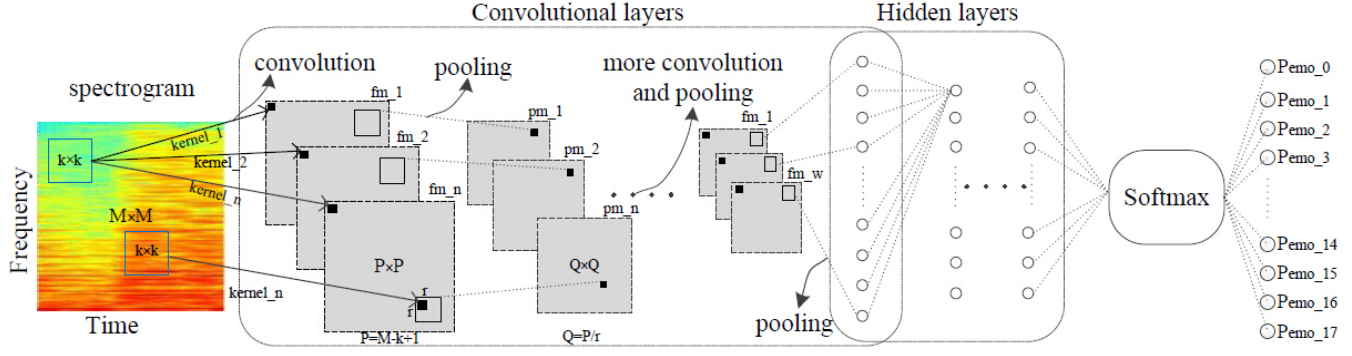 Convolutional layers
Hidden layers
spectrogram
convolution
pooling
more convolution
and pooling
Frequency
Time
k×k
M×M
k×k
kernel_1
kernel_2
kernel_n
kernel_n
fm_1
fm_2
fm_n
P×P
r
r
P=M-k+1
pm_1
pm_2
pm_n
Q×Q
Q=P/r
fm_1
fm_w
pooling
Softmax
Pemo_0
Pemo_1
Pemo_2
Pemo_3
Pemo_14
Pemo_15
Pemo_16
Pemo_17